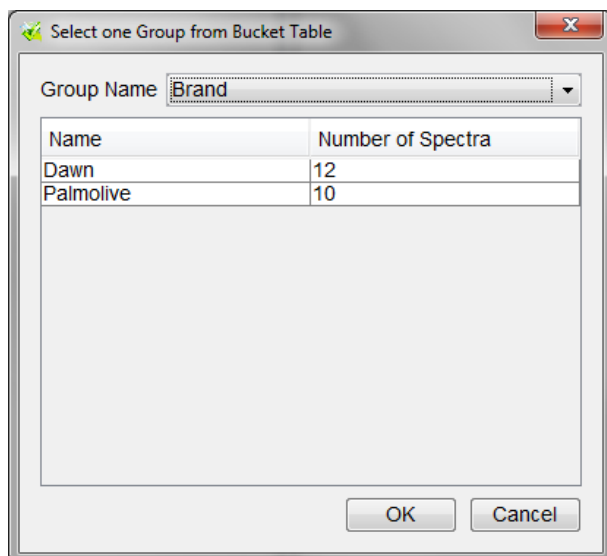 Select one Group from Bucket Table
Group Name Brand
Name Number of Spectra
Dawn 12
Palmolive 10
OK Cancel